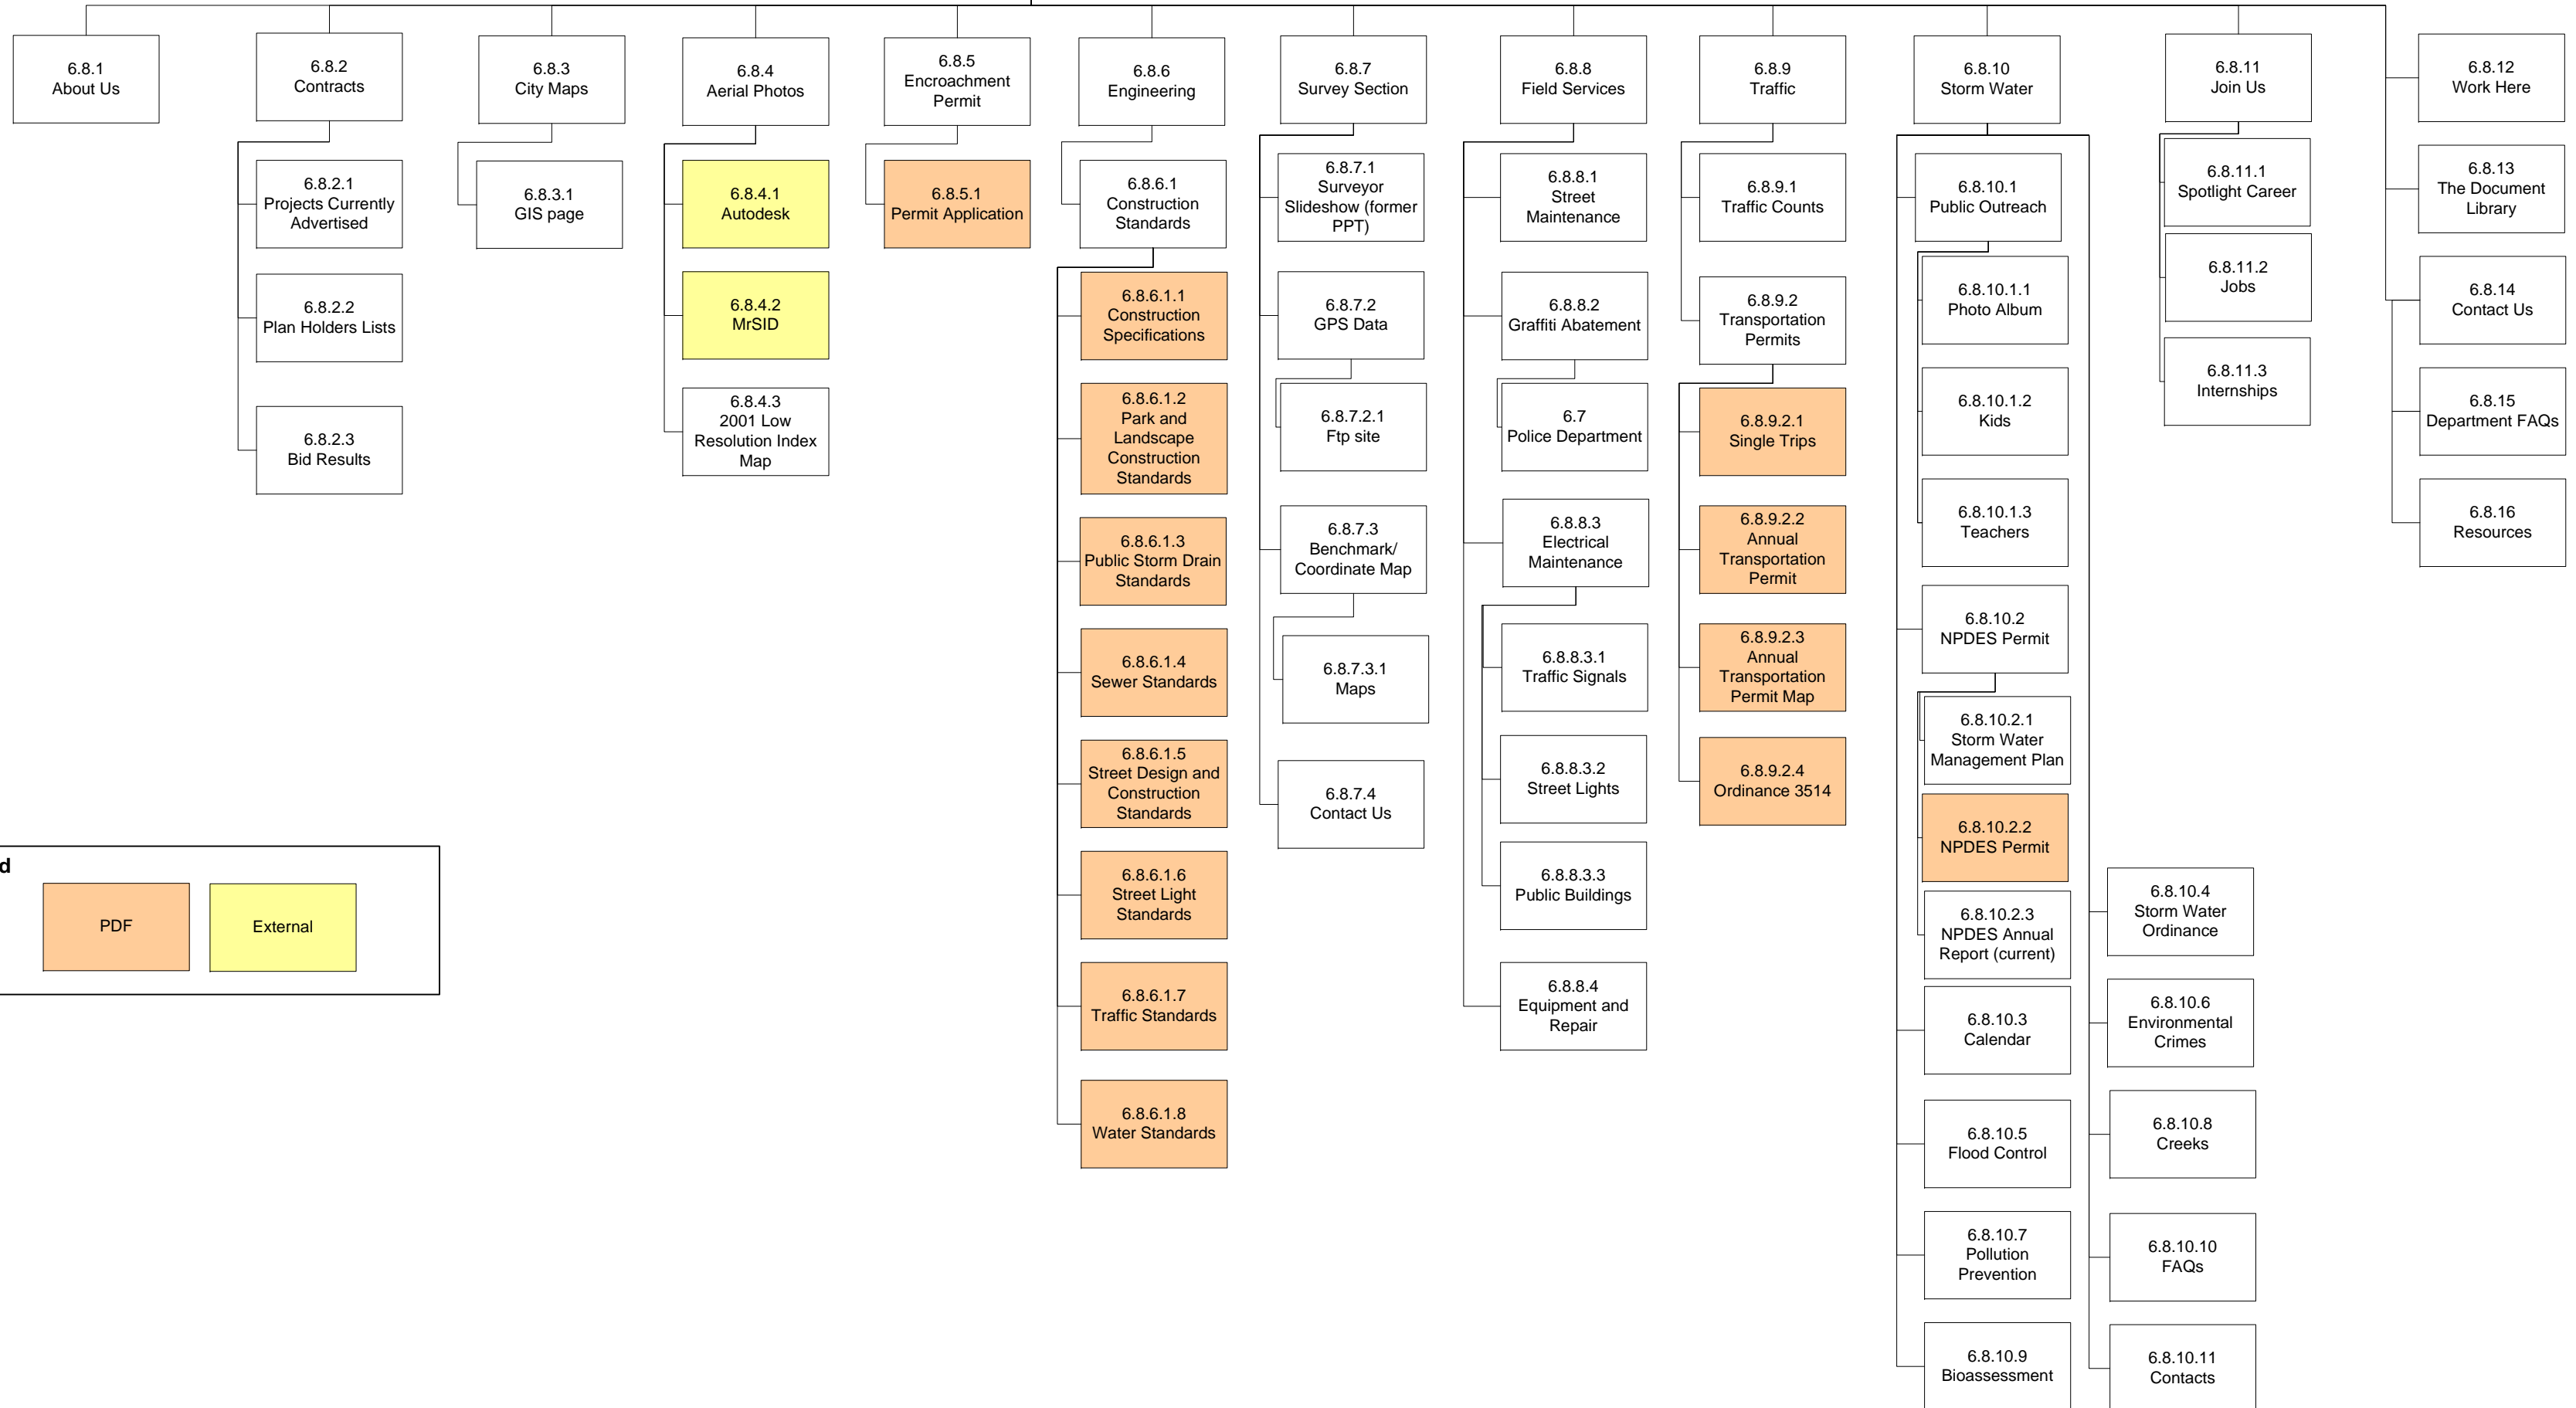 6.8.1
About Us
6.8.2
Contracts
6.8.2.1
Projects Currently
Advertised
6.8.2.2
Plan Holders Lists
6.8.2.3
Bid Results
6.8.3
City Maps
6.8.3.1
GIS page
6.8.4
Aerial Photos
6.8.4.1
Autodesk
6.8.4.2
MrSID
6.8.4.3
2001 Low
Resolution Index
Map
6.8.5
Encroachment
Permit
6.8.5.1
Permit Application
6.8.6
Engineering
6.8.6.1
Construction
Standards
6.8.6.1.1
Construction
Specifications
6.8.6.1.2
Park and
Landscape
Construction
Standards
6.8.6.1.3
Public Storm Drain
Standards
6.8.6.1.4
Sewer Standards
6.8.6.1.5
Street Design and
Construction
Standards
6.8.6.1.6
Street Light
Standards
6.8.6.1.7
Traffic Standards
6.8.6.1.8
Water Standards
6.8.7
Survey Section
6.8.7.1
Surveyor
Slideshow (former
PPT)
6.8.7.2
GPS Data
6.8.7.2.1
Ftp site
6.8.7.3
Benchmark/
Coordinate Map
6.8.7.3.1
Maps
6.8.7.4
Contact Us
6.8.8
Field Services
6.8.8.1
Street
Maintenance
6.8.8.2
Graffiti Abatement
6.7
Police Department
6.8.8.3
Electrical
Maintenance
6.8.8.3.1
Traffic Signals
6.8.8.3.2
Street Lights
6.8.8.3.3
Public Buildings
6.8.8.4
Equipment and
Repair
6.8.9
Traffic
6.8.9.1
Traffic Counts
6.8.9.2
Transportation
Permits
6.8.9.2.1
Single Trips
6.8.9.2.2
Annual
Transportation
Permit
6.8.9.2.3
Annual
Transportation
Permit Map
6.8.9.2.4
Ordinance 3514
6.8.10
Storm Water
6.8.10.1
Public Outreach
6.8.10.1.1
Photo Album
6.8.10.1.2
Kids
6.8.10.1.3
Teachers
6.8.10.2
NPDES Permit
6.8.10.2.1
Storm Water
Management Plan
6.8.10.2.2
NPDES Permit
6.8.10.2.3
NPDES Annual
Report (current)
6.8.10.3
Calendar
6.8.10.5
Flood Control
6.8.10.7
Pollution
Prevention
6.8.10.9
Bioassessment
6.8.10.4
Storm Water
Ordinance
6.8.10.6
Environmental
Crimes
6.8.10.8
Creeks
6.8.10.10
FAQs
6.8.10.11
Contacts
6.8.11
Join Us
6.8.11.1
Spotlight Career
6.8.11.2
Jobs
6.8.11.3
Internships
6.8.12
Work Here
6.8.13
The Document
Library
6.8.14
Contact Us
6.8.15
Department FAQs
6.8.16
Resources
d
PDF
External